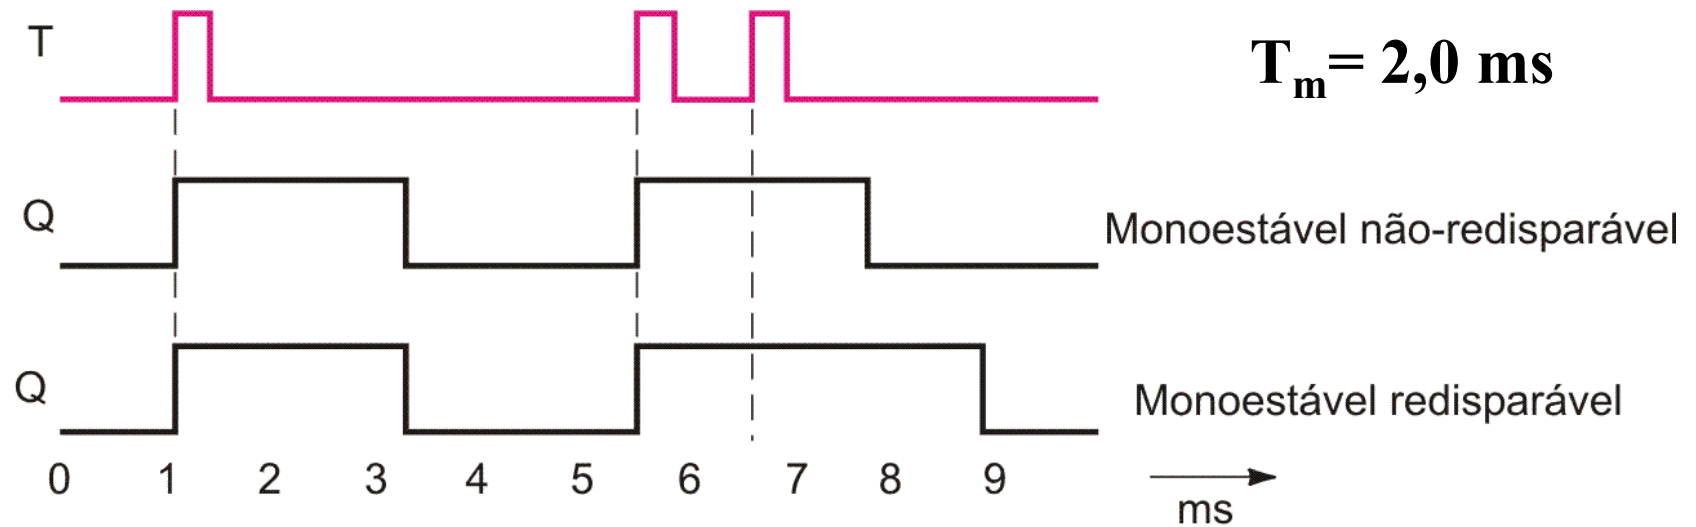 T
Tm= 2,0 ms
Q
Monoestável não-redisparável
Q
Monoestável redisparável
0 1 2 3 4 5 6 7 8 9
ms